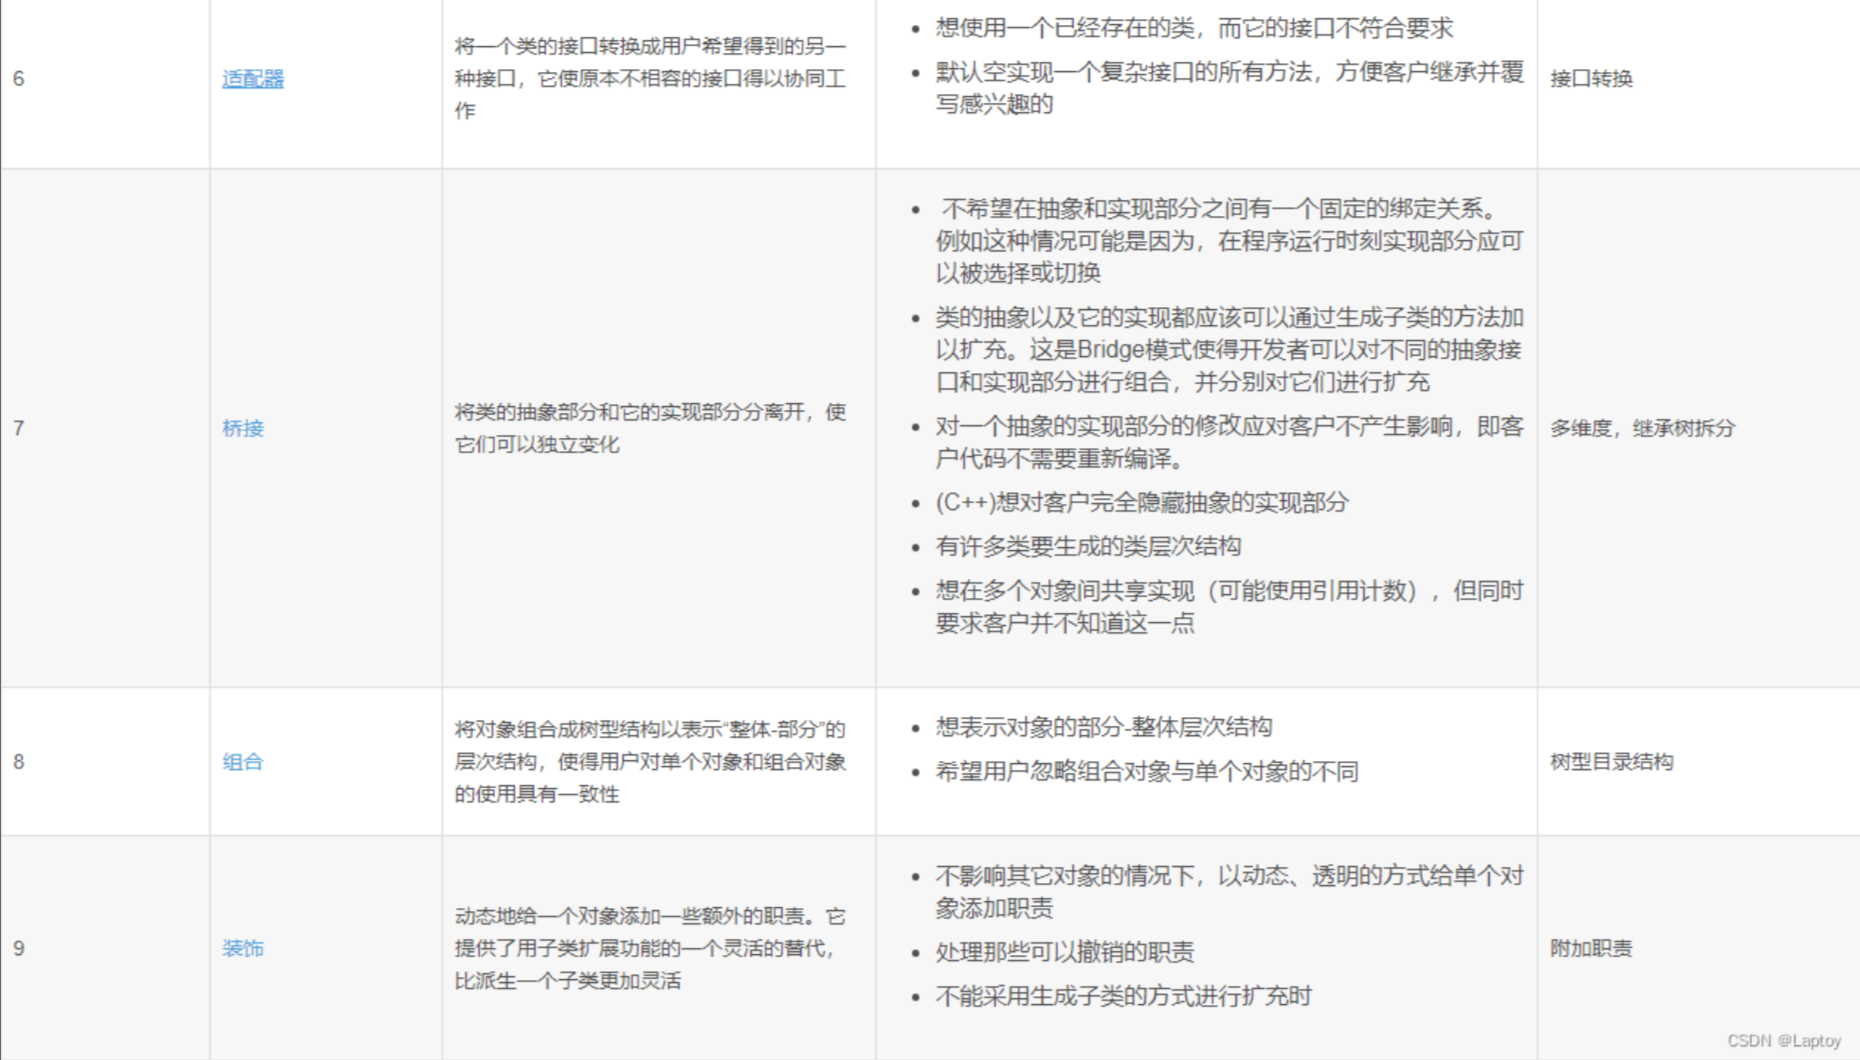 6
适配器
将一个类的接口转换成用户希望得到的另一
种接口，它使原本不相容的接口得以协同工
作
想使用一个已经存在的类，而它的接口不符合要求
默认空实现一个复杂接口的所有方法，方便客户继承并覆
写感兴趣的
接口转换
7
桥接
将类的抽象部分和它的实现部分分离开，使
它们可以独立变化
不希望在抽象和实现部分之间有一个固定的绑定关系。
例如这种情况可能是因为，在程序运行时刻实现部分应可
以被选择或切换
类的抽象以及它的实现都应该可以通过生成子类的方法加
以扩充。这是Bridge模式使得开发者可以对不同的抽象接
口和实现部分进行组合，并分别对它们进行扩充
对一个抽象的实现部分的修改应对客户不产生影响，即客
户代码不需要重新编译。
(C++)想对客户完全隐藏抽象的实现部分
有许多类要生成的类层次结构
想在多个对象间共享实现（可能使用引用计数），但同时
要求客户并不知道这一点
多维度，继承树拆分
8
组合
将对象组合成树型结构以表示“整体-部分”的
层次结构，使得用户对单个对象和组合对象
的使用具有一致性
想表示对象的部分-整体层次结构
希望用户忽略组合对象与单个对象的不同
树型目录结构
9
装饰
动态地给一个对象添加一些额外的职责。它
提供了用子类扩展功能的一个灵活的替代，
比派生一个子类更加灵活
不影响其它对象的情况下，以动态、透明的方式给单个对
象添加职责
处理那些可以撤销的职责
不能采用生成子类的方式进行扩充时
附加职责
CSDN @Laptoy